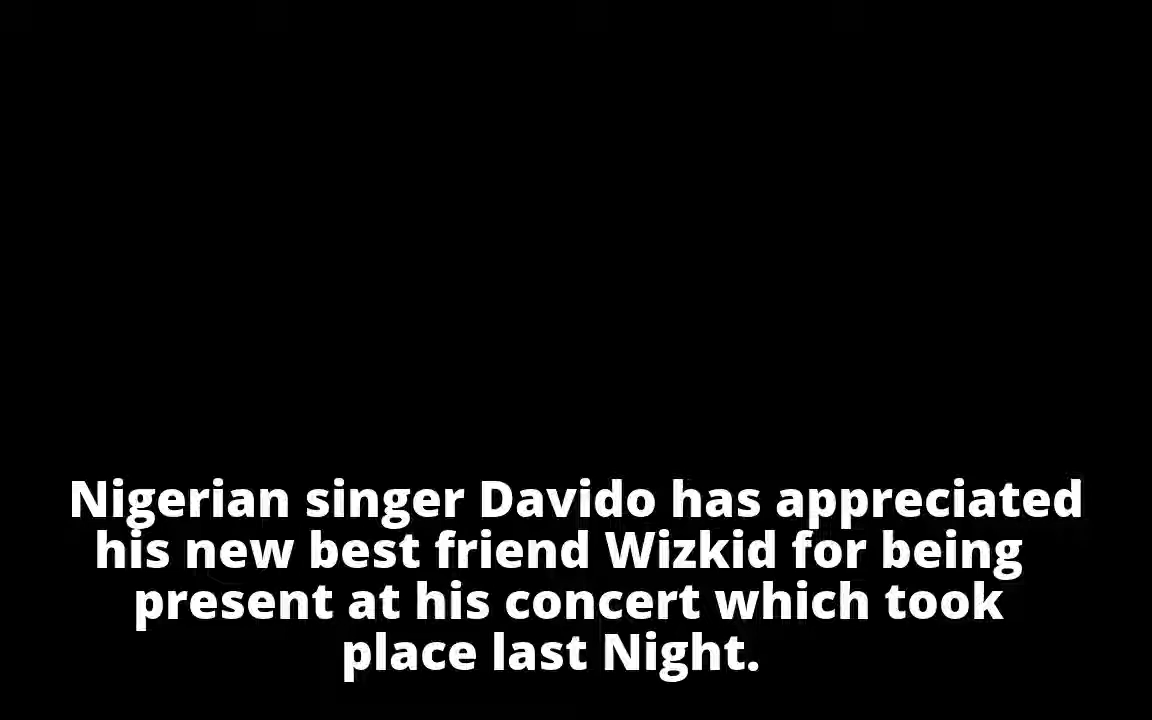 Nigerian singer Davido has appreciated
his new best friend Wizkid for being
present at his concert which took
place last Night.